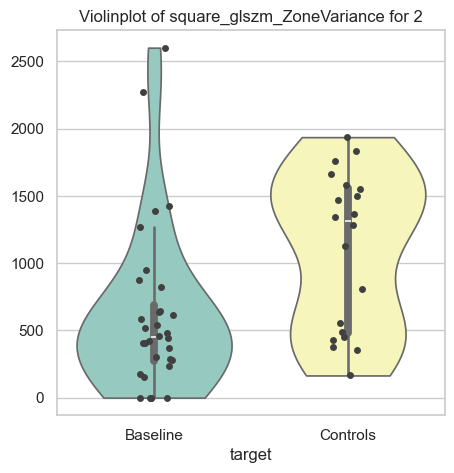 Violinplot of square_glszm_ZoneVariance for 2
2500
2000
1500
1000
500
0
Baseline Controls
target